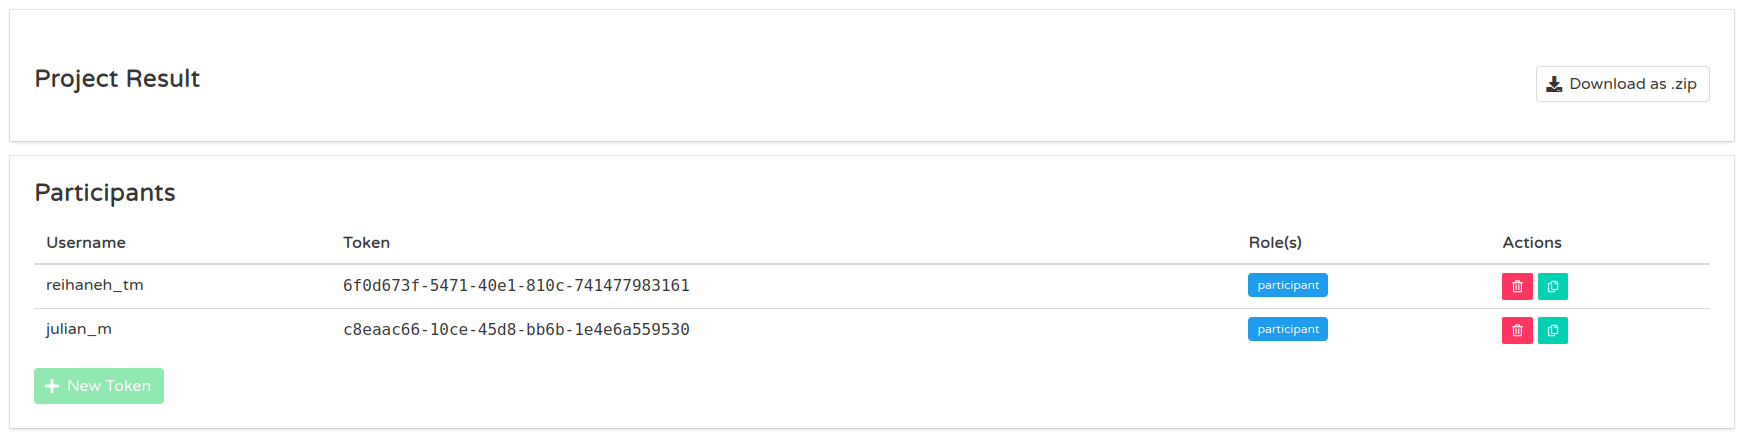 Project Result
Download as .zip
Participants
Username Token Role(s) Actions
reihaneh_tm 6f0d673f-5471-40e1-810c-741477983161 participant
julian_m c8eaac66-10ce-45d8-bb6b-1e4e6a559530 participant
New Token